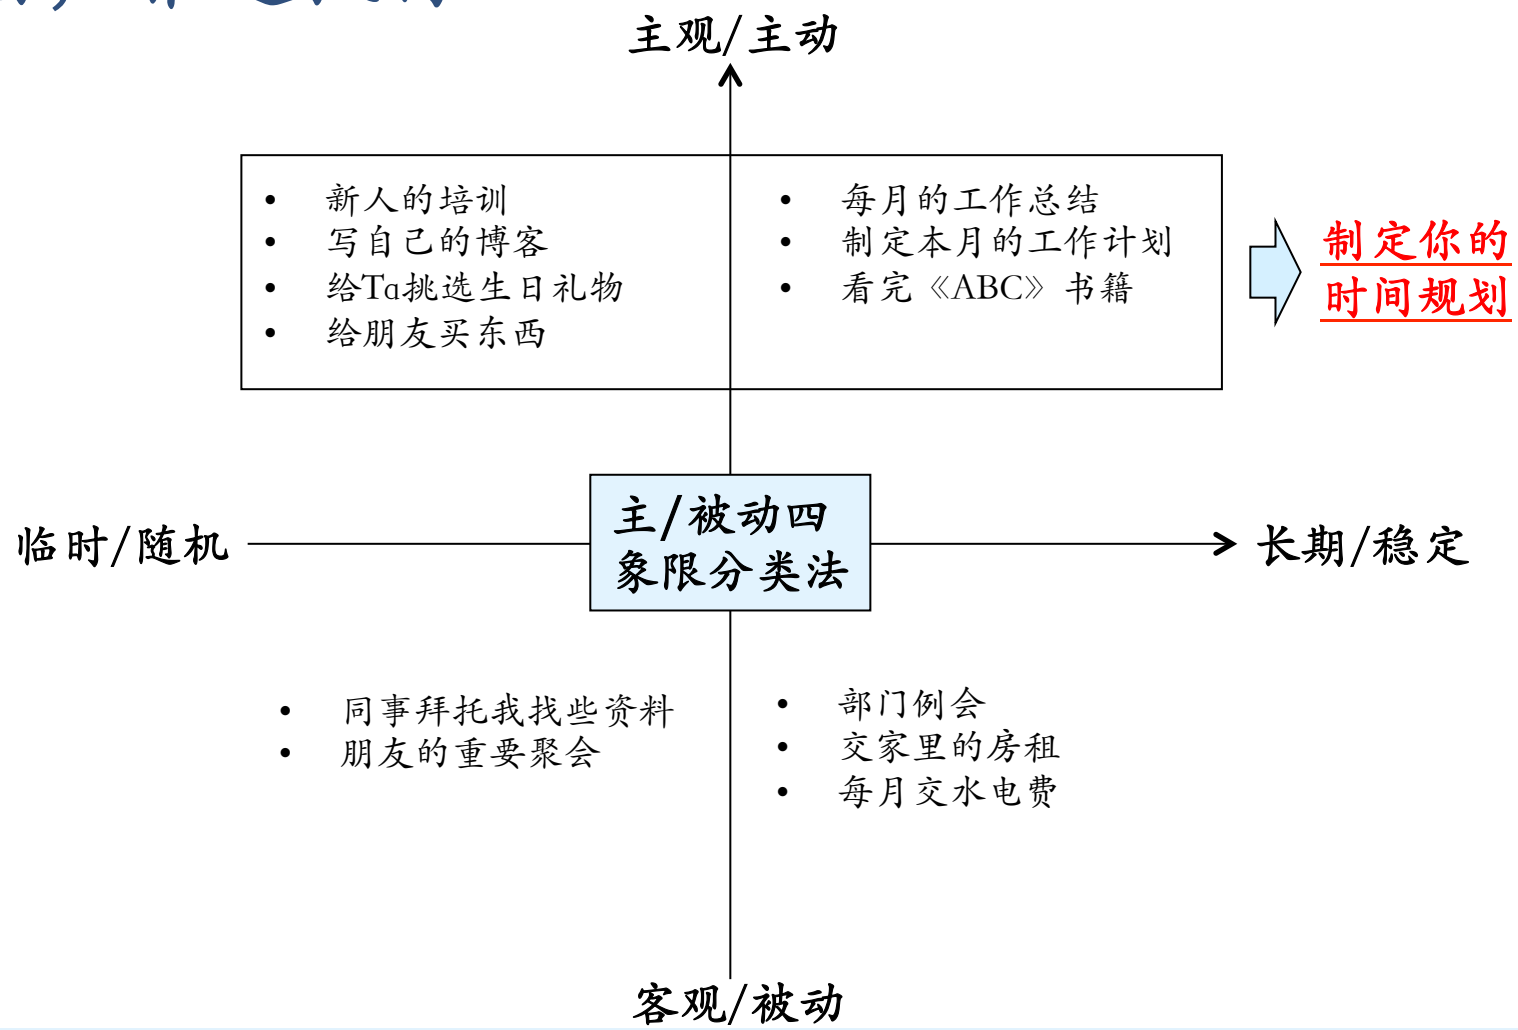 主观/主动
• 新人的培训
• 写自己的博客
• 给Ta挑选生日礼物
• 给朋友买东西
• 每月的工作总结
• 制定本月的工作计划
• 看完《ABC》书籍
制定你的
时间规划
临时/随机
主/被动四
象限分类法
长期/稳定
• 同事拜托我找些资料
• 朋友的重要聚会
• 部门例会
• 交家里的房租
• 每月交水电费
客观/被动